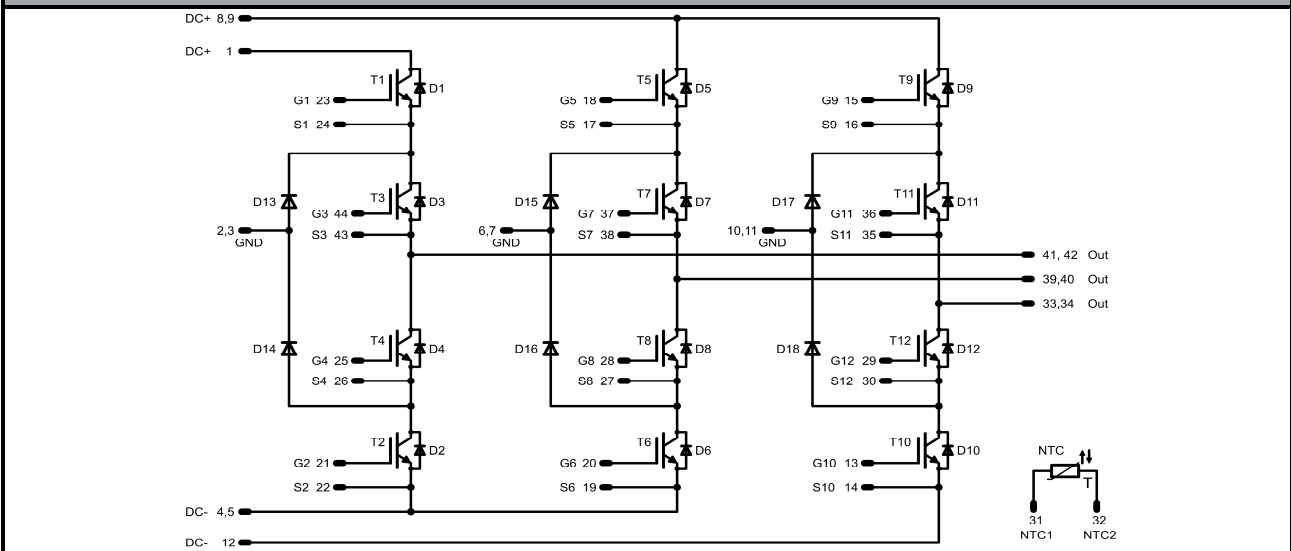 DC+ 8,9
DC+ 1
T1 D1 T5 D5 T9 D9
G1 23 G5 18 G9 15
S1 24 S5 17 S9 16
D13 T3 D3 D15 T7 D7 D17 T11 D11
G3 44 G7 37 G11 36
2,3 S3 43 6,7 S7 38 10,11 S11 35
GND GND GND
41, 42 Out
39,40 Out
33,34 Out
D14 T4 D4 D16 T8 D8 D18 T12 D12
G4 25 G8 28 G12 29
S4 26 S8 27 S12 30
T2 D2 T6 D6 T10 D10 NTC
G2 21 G6 20 G10 13
S2 22 S6 19 S10 14 T
DC- 4,5
31 32
NTC1 NTC2
DC- 12